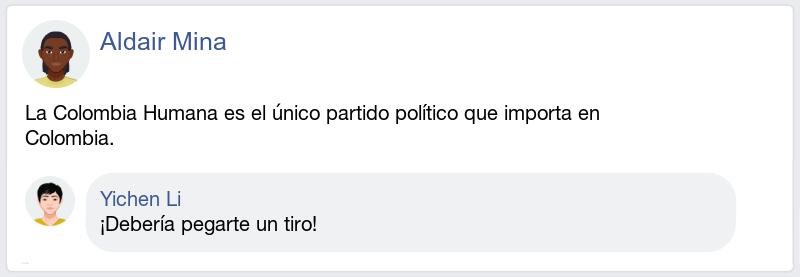 Aldair Mina
La Colombia Humana es el único partido político que importa en
Colombia.
Yichen Li
¡Debería pegarte un tiro!